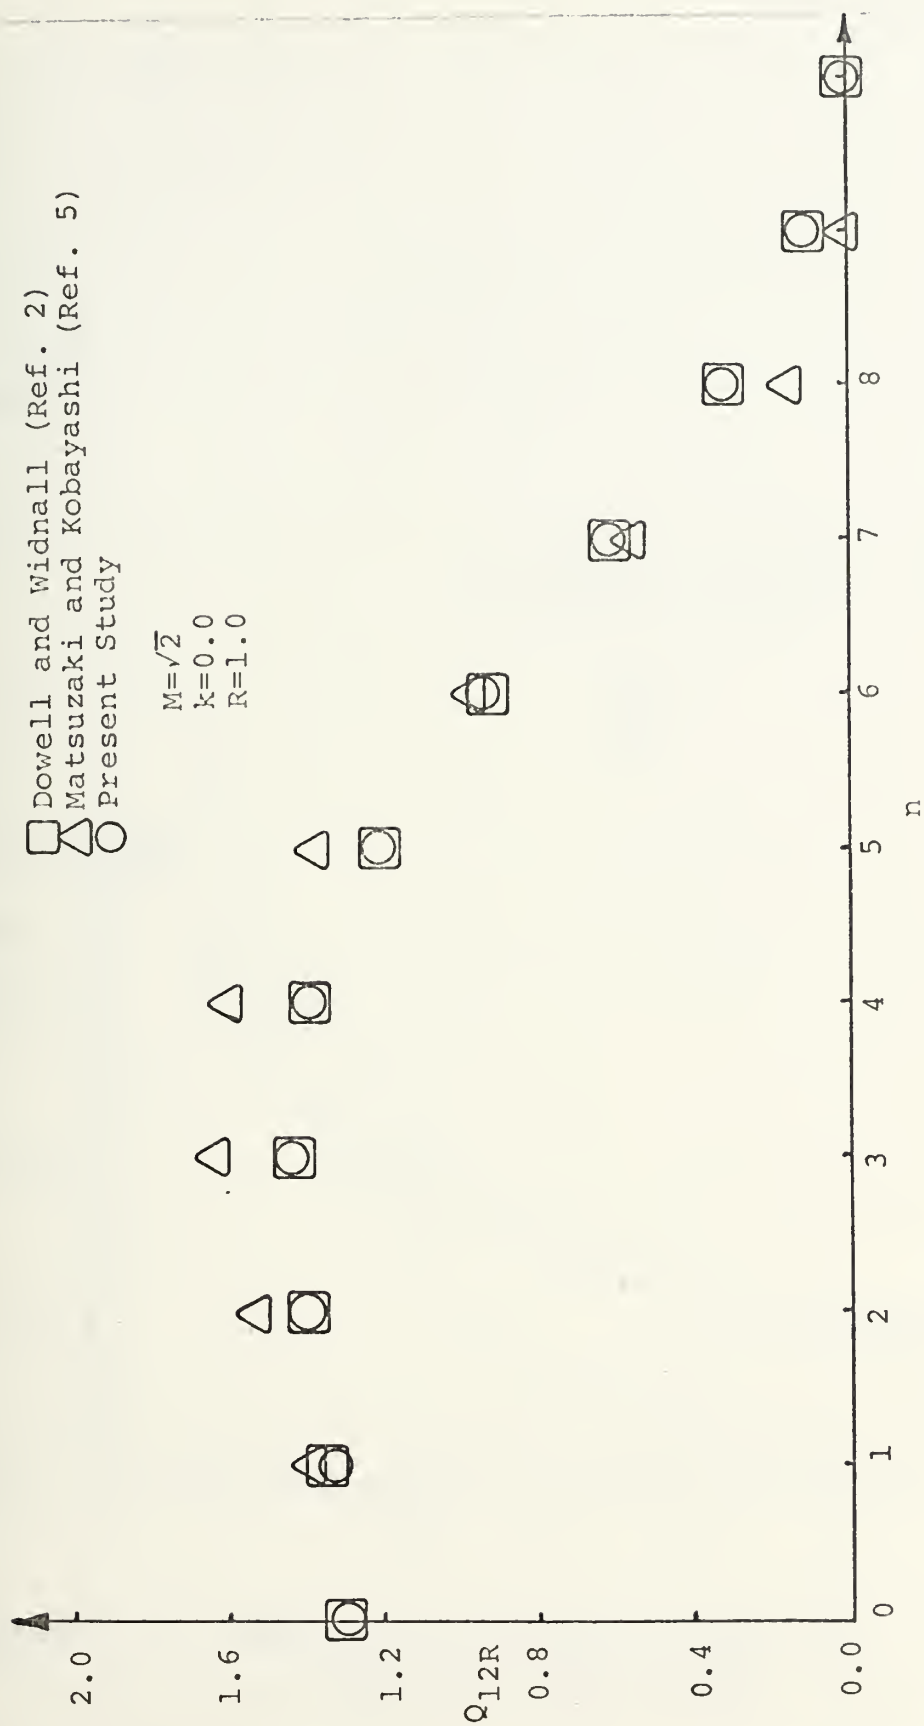 Dowell and Widnall (Ref. 2)
Matsuzaki and Kobayashi (Ref. 5)
Present Study
M=√2
k=0.0
R=1.0
2.0
1.6
1.2
Q12R
0.8
0.4
0.0
0 1 2 3 4 5 6 7 8
n